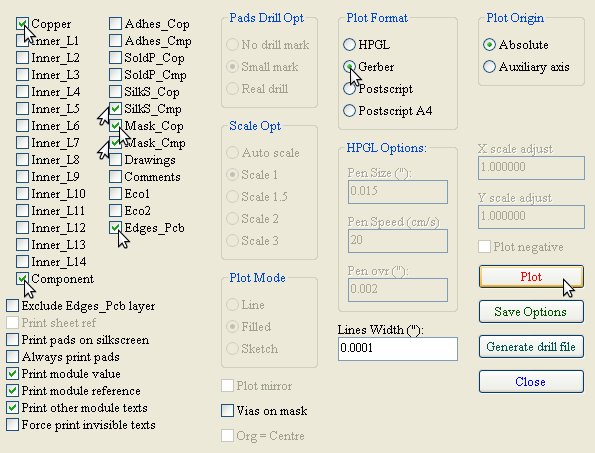 Copper
Inner_L1
Inner_L2
Inner_L3
Inner_L4
Inner_L5
Inner_L6
Inner_L7
Inner_L8
Inner_L9
Inner_L10
Inner_L11
Inner_L12
Inner_L13
Inner_L14
Component
Adhes_Cop
Adhes_Cmp
SoldP_Cop
SoldP_Cmp
SilkS_Cop
SilkS_Cmp
Mask_Cop
Mask_Cmp
Drawings
Comments
Eco1
Eco2
Edges_Pcb
Exclude Edges_Pcb layer
Print sheet ref
Print pads on silkscreen
Always print pads
Print module value
Print module reference
Print other module texts
Force print invisible texts
Pads Drill Opt
No drill mark
Small mark
Real drill
Scale Opt
Auto scale
Scale 1
Scale 1.5
Scale 2
Scale 3
Plot Mode
Line
Filled
Sketch
Plot mirror
Vias on mask
Org = Centre
Plot Format
HPGL
Gerber
Postscript
Postscript A4
HPGL Options:
Pen Size ("):
0.015
Pen Speed (cm/s)
20
Pen ovr ("):
0.002
Lines Width ("):
0.0001
Plot Origin
Absolute
Auxiliary axis
X scale adjust
1.000000
Y scale adjust
1.000000
Plot negative
Plot
Save Options
Generate drill file
Close